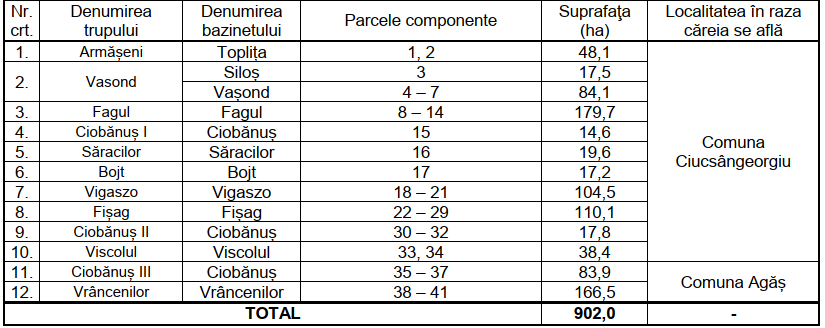 Nr. crt. | Denumirea trupului | Denumirea bazinetului | Parcele componente | Suprafaţa (ha) | Localitatea în raza căreia se află
1. | Armășeni | Toplița | 1, 2 | 48,1 | Comuna Ciucsângeorgiu
2. | Vasond | Siloș | 3 | 17,5
Vașond | 4 – 7 | 84,1
3. | Fagul | Fagul | 8 – 14 | 179,7
4. | Ciobănuș I | Ciobănuș | 15 | 14,6
5. | Săracilor | Săracilor | 16 | 19,6
6. | Bojt | Bojt | 17 | 17,2
7. | Vigaszo | Vigaszo | 18 – 21 | 104,5
8. | Fișag | Fișag | 22 – 29 | 110,1
9. | Ciobănuș II | Ciobănuș | 30 – 32 | 17,8
10. | Viscolul | Viscolul | 33, 34 | 38,4
11. | Ciobănuș III | Ciobănuș | 35 – 37 | 83,9 | Comuna Agăș
12. | Vrâncenilor | Vrâncenilor | 38 – 41 | 166,5
TOTAL | 902,0 | -